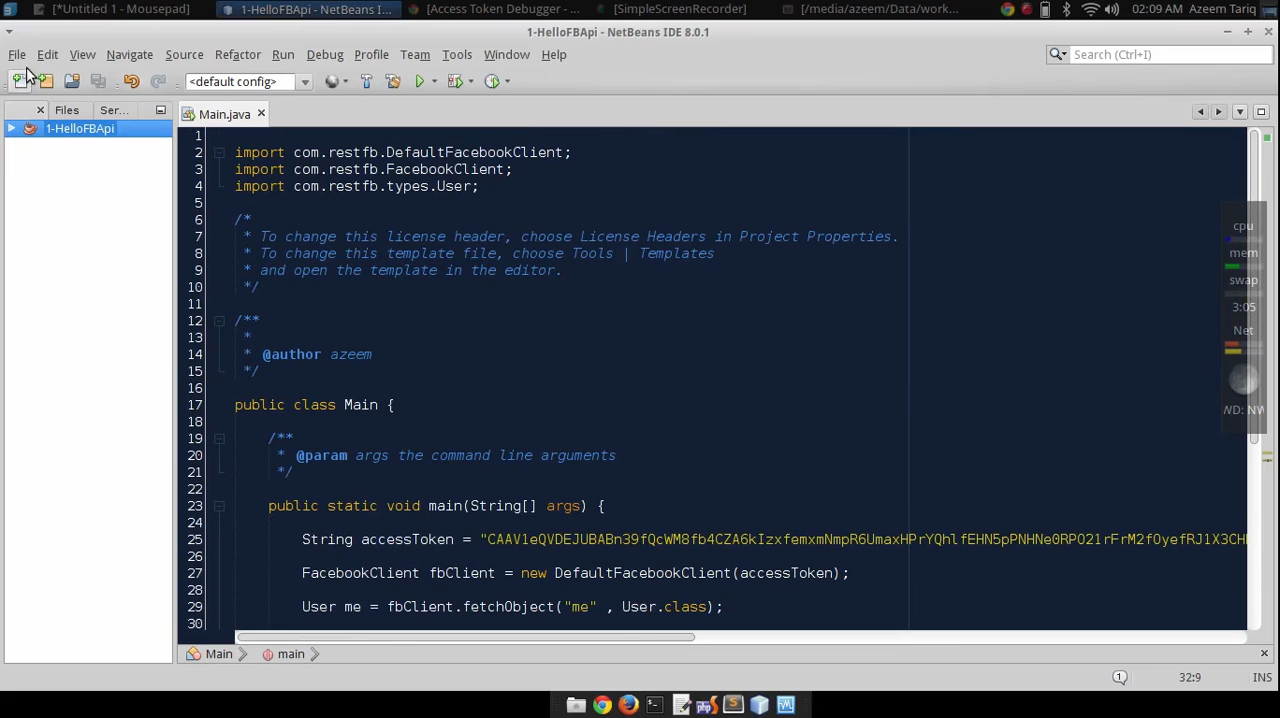 [*Untitled 1 - Mousepad]
1-HelloFBApi - NetBeans I...
[Access Token Debugger - ...
[SimpleScreenRecorder]
[/media/azeem/Data/work...
02:09 AM
Azeem Tariq
1-HelloFBApi - NetBeans IDE 8.0.1
File Edit View Navigate Source Refactor Run Debug Profile Team Tools Window Help
Search (Ctrl+I)
<default config>
Files Ser...
Main.java
1-HelloFBApi
1
2 import com.restfb.DefaultFacebookClient;
3 import com.restfb.FacebookClient;
4 import com.restfb.types.User;
5
6 /*
7 * To change this license header, choose License Headers in Project Properties.
8 * To change this template file, choose Tools | Templates
9 * and open the template in the editor.
10 */
11
12 /**
13 *
14 * @author azeem
15 */
16
17 public class Main {
18
19 /**
20 * @param args the command line arguments
21 */
22
23 public static void main(String[] args) {
24
25 String accessToken =
27 FacebookClient fbClient = new DefaultFacebookClient(accessToken);
28
29 User me = fbClient.fetchObject("me" , User.class);
30
cpu
mem
swap
3:05
Net
WD: NW
Main main
32:9 INS